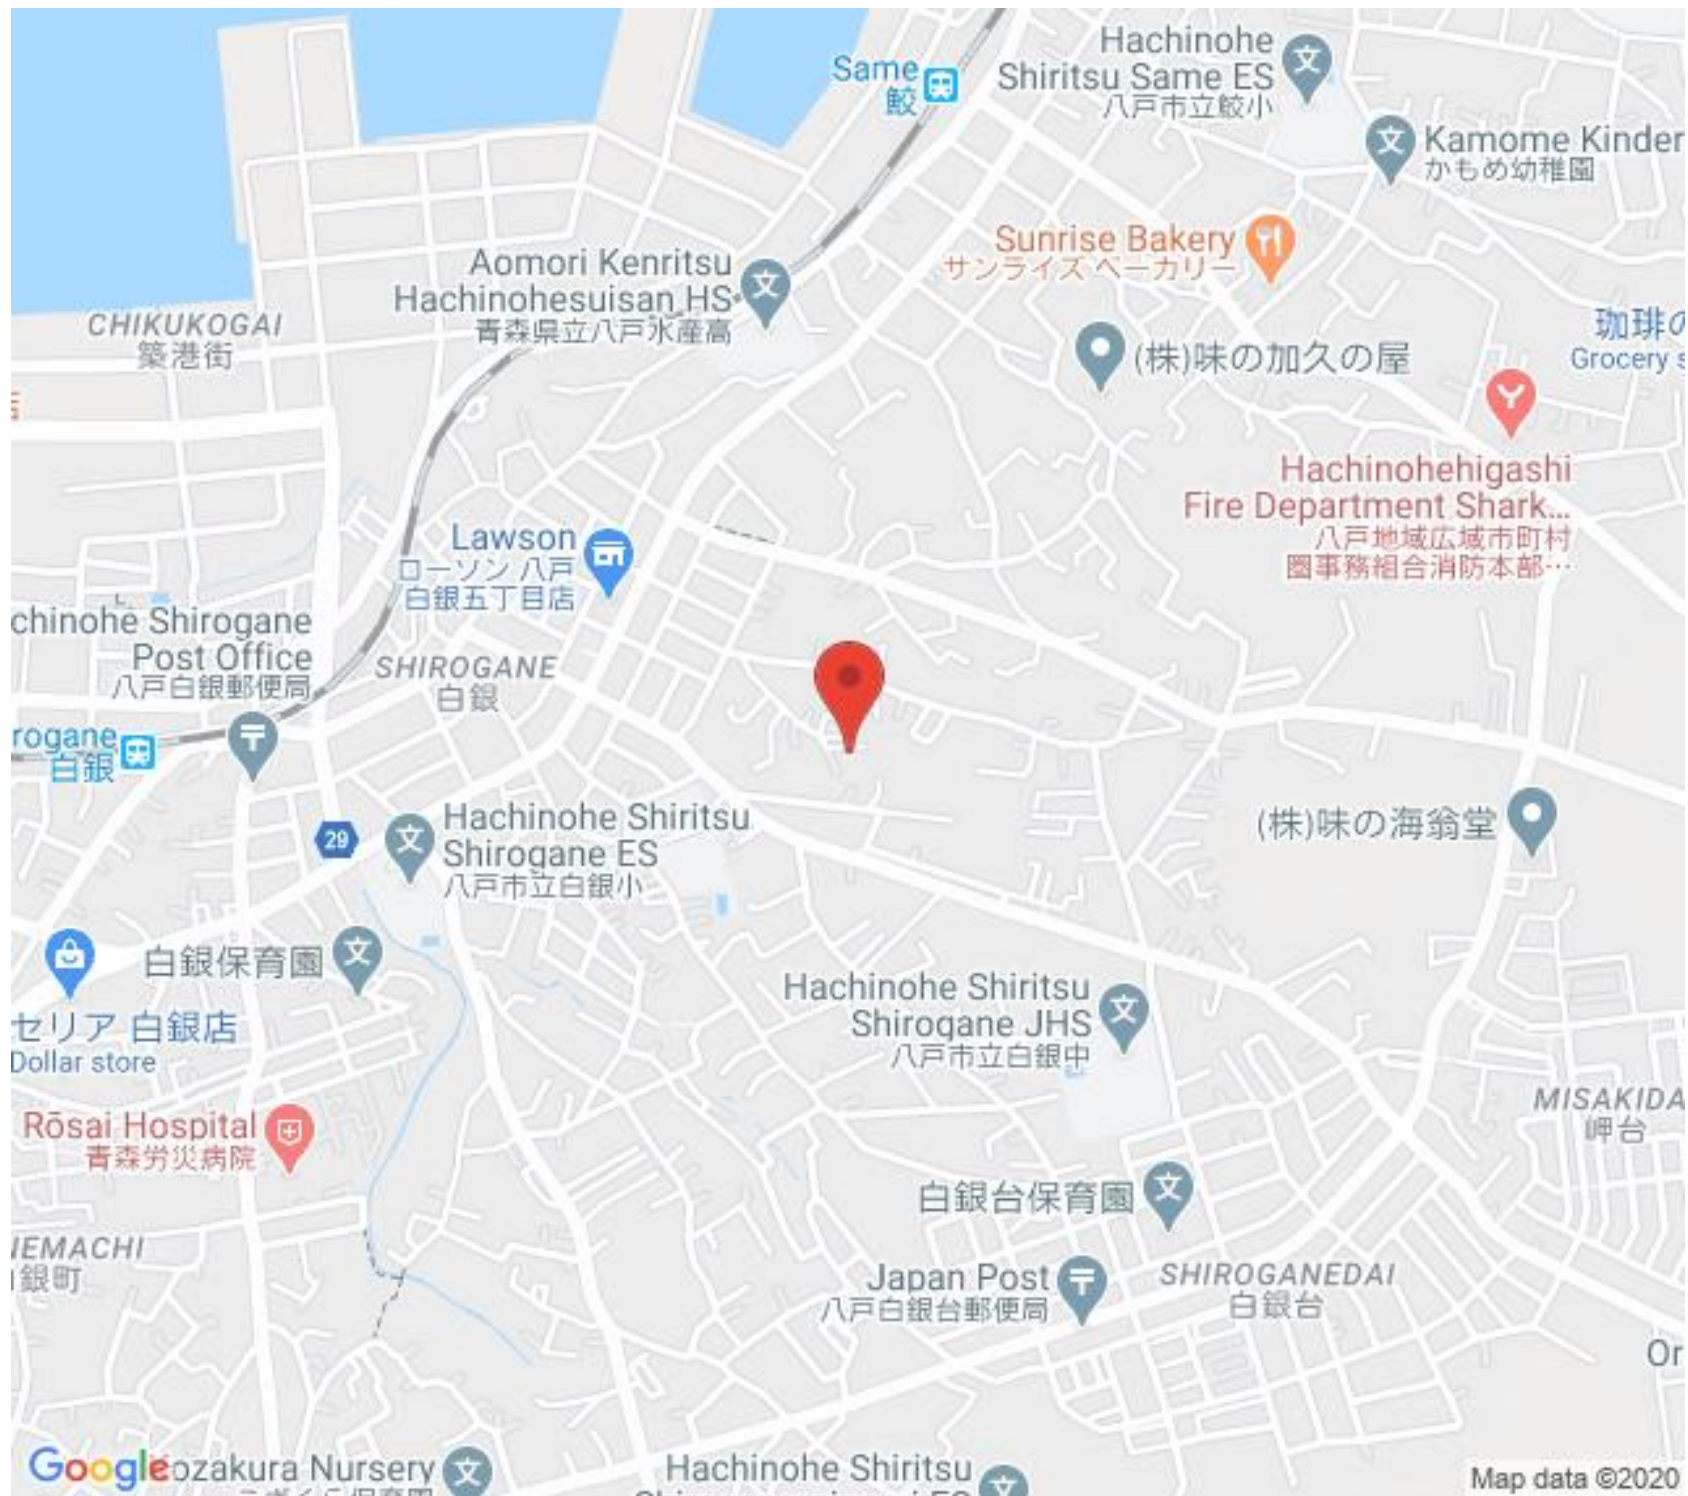 Hachinohe
Shiritsu Same ES
八戸市立鮫小
Same
鮫
Kamome Kinder
かもめ幼稚園
Sunrise Bakery
サンライズ ベーカリー
Aomori Kenritsu
Hachinohesuisan HS
青森県立八戸水産高
CHIKUKOGAI
築港街
珈琲の
Grocery s
(株)味の加久の屋
Hachinohehigashi
Fire Department Shark...
八戸地域広域市町村
圏事務組合消防本部…
Lawson
ローソン 八戸
白銀五丁目店
chinohe Shirogane
Post Office
八戸白銀郵便局
SHIROGANE
白銀
rogane
白銀
29
Hachinohe Shiritsu
Shirogane ES
八戸市立白銀小
(株)味の海翁堂
白銀保育園
セリア 白銀店
Dollar store
Hachinohe Shiritsu
Shirogane JHS
八戸市立白銀中
Rōsai Hospital
青森労災病院
MISAKIDA
岬台
白銀台保育園
EMACHI
銀町
Japan Post
八戸白銀台郵便局
SHIROGANEDAI
白銀台
Or
Google
ozakura Nursery
Hachinohe Shiritsu
Map data ©2020